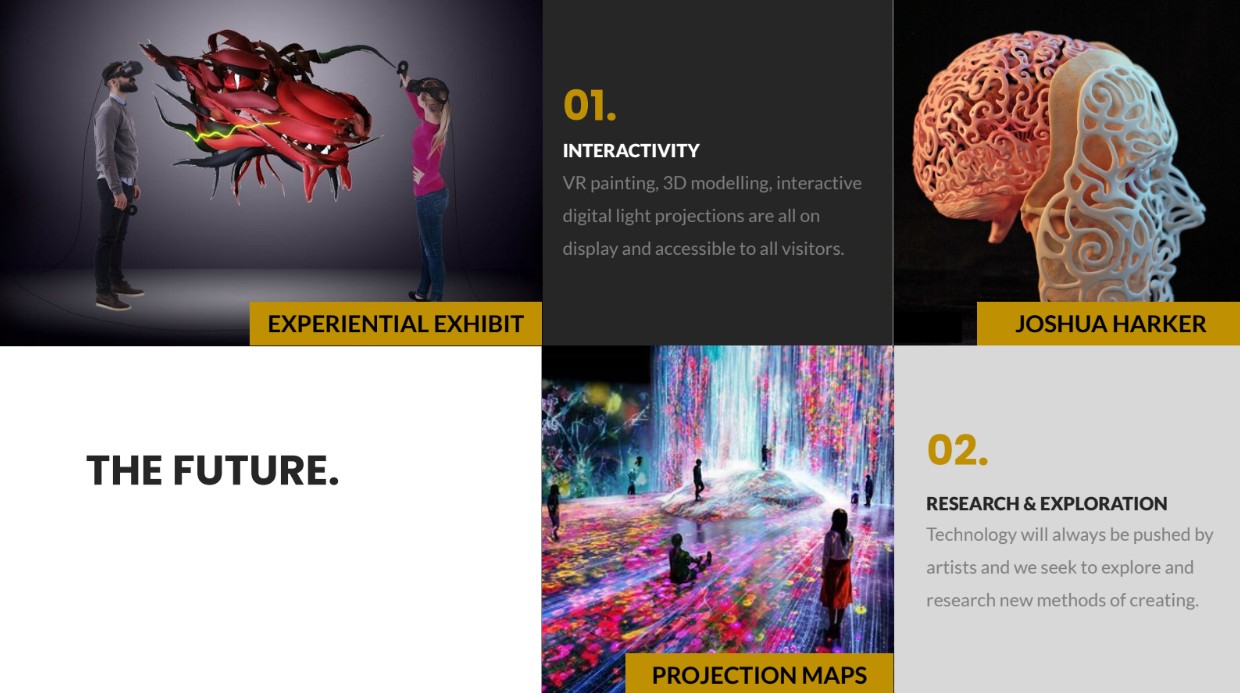 EXPERIENTIAL EXHIBIT
01.
INTERACTIVITY
VR painting, 3D modelling, interactive
digital light projections are all on
display and accessible to all visitors.
JOSHUA HARKER
THE FUTURE.
PROJECTION MAPS
02.
RESEARCH & EXPLORATION
Technology will always be pushed by
artists and we seek to explore and
research new methods of creating.